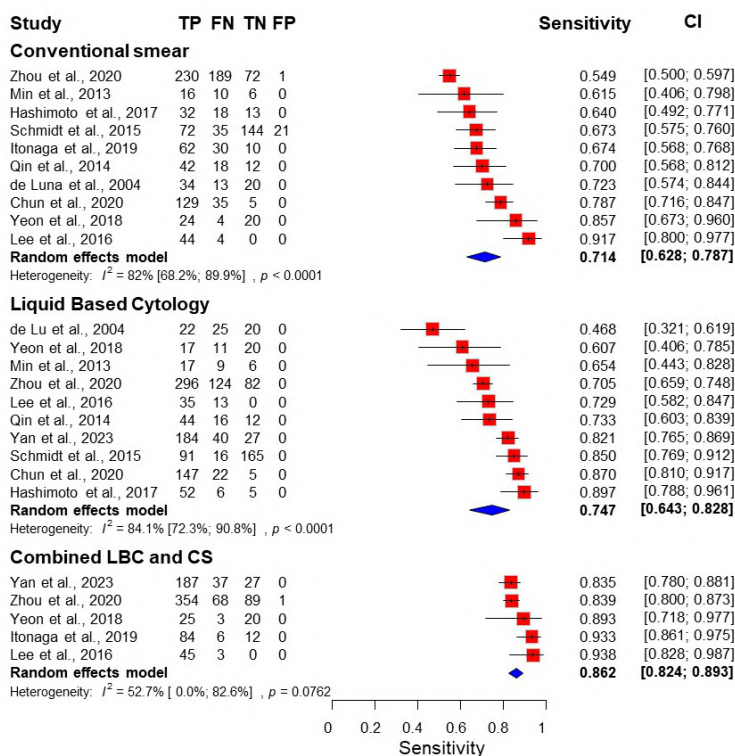 Study TP FN TN FP Sensitivity CI
Conventional smear
Zhou et al., 2020 230 189 72 1 0.549 [0.500; 0.597]
Min et al., 2013 16 10 6 0 0.615 [0.406; 0.798]
Hashimoto et al., 2017 32 18 13 0 0.640 [0.492; 0.771]
Schmidt et al., 2015 72 35 144 21 0.673 [0.575; 0.760]
Itonaga et al., 2019 62 30 10 0 0.674 [0.568; 0.768]
Qin et al., 2014 42 18 12 0 0.700 [0.568; 0.812]
de Luna et al., 2004 34 13 20 0 0.723 [0.574; 0.844]
Chun et al., 2020 129 35 5 0 0.787 [0.716; 0.847]
Yeon et al., 2018 24 4 20 0 0.857 [0.673; 0.960]
Lee et al., 2016 44 4 0 0 0.917 [0.800; 0.977]
Random effects model 0.714 [0.628; 0.787]
Heterogeneity: I² = 82% [68.2%; 89.9%] , p < 0.0001
Liquid Based Cytology
de Lu et al., 2004 22 25 20 0 0.468 [0.321; 0.619]
Yeon et al., 2018 17 11 20 0 0.607 [0.406; 0.785]
Min et al., 2013 17 9 6 0 0.654 [0.443; 0.828]
Zhou et al., 2020 296 124 82 0 0.705 [0.659; 0.748]
Lee et al., 2016 35 13 0 0 0.729 [0.582; 0.847]
Qin et al., 2014 44 16 12 0 0.733 [0.603; 0.839]
Yan et al., 2023 184 40 27 0 0.821 [0.765; 0.869]
Schmidt et al., 2015 91 16 165 0 0.850 [0.769; 0.912]
Chun et al., 2020 147 22 5 0 0.870 [0.810; 0.917]
Hashimoto et al., 2017 52 6 5 0 0.897 [0.788; 0.961]
Random effects model 0.747 [0.643; 0.828]
Heterogeneity: I² = 84.1% [72.3%; 90.8%] , p < 0.0001
Combined LBC and CS
Yan et al., 2023 187 37 27 0 0.835 [0.780; 0.881]
Zhou et al., 2020 354 68 89 1 0.839 [0.800; 0.873]
Yeon et al., 2018 25 3 20 0 0.893 [0.718; 0.977]
Itonaga et al., 2019 84 6 12 0 0.933 [0.861; 0.975]
Lee et al., 2016 45 3 0 0 0.938 [0.828; 0.987]
Random effects model 0.862 [0.824; 0.893]
Heterogeneity: I² = 52.7% [ 0.0%; 82.6%] , p = 0.0762
0 0.2 0.4 0.6 0.8 1
Sensitivity